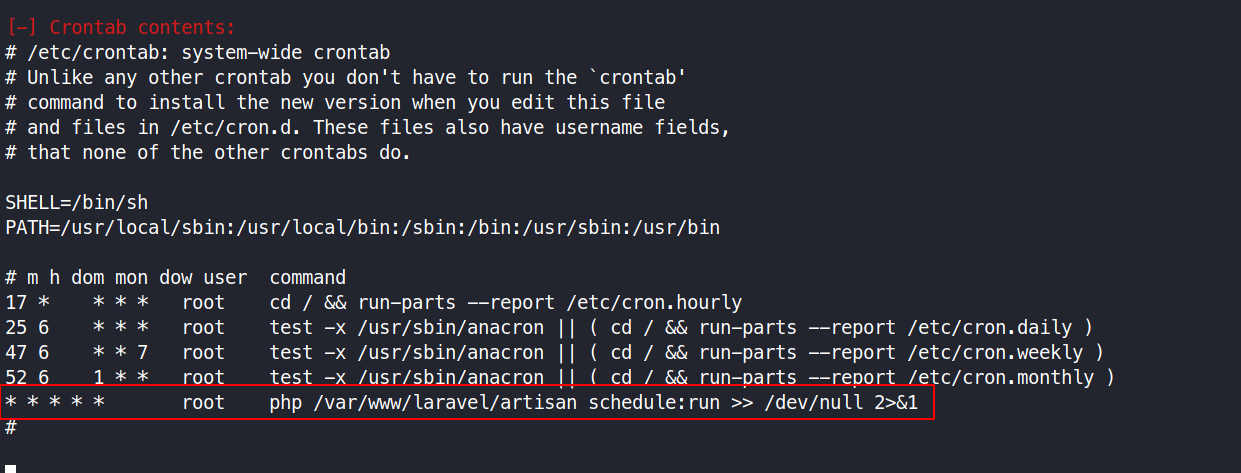 [-] Crontab contents:
# /etc/crontab: system-wide crontab
# Unlike any other crontab you don't have to run the `crontab'
# command to install the new version when you edit this file
# and files in /etc/cron.d. These files also have username fields,
# that none of the other crontabs do.
SHELL=/bin/sh
PATH=/usr/local/sbin:/usr/local/bin:/sbin:/bin:/usr/sbin:/usr/bin
# m h dom mon dow user  command
17 *    * * *   root    cd / && run-parts --report /etc/cron.hourly
25 6    * * *   root    test -x /usr/sbin/anacron || ( cd / && run-parts --report /etc/cron.daily )
47 6    * * 7   root    test -x /usr/sbin/anacron || ( cd / && run-parts --report /etc/cron.weekly )
52 6    1 * *   root    test -x /usr/sbin/anacron || ( cd / && run-parts --report /etc/cron.monthly )
* * * * *       root    php /var/www/laravel/artisan schedule:run >> /dev/null 2>&1
#